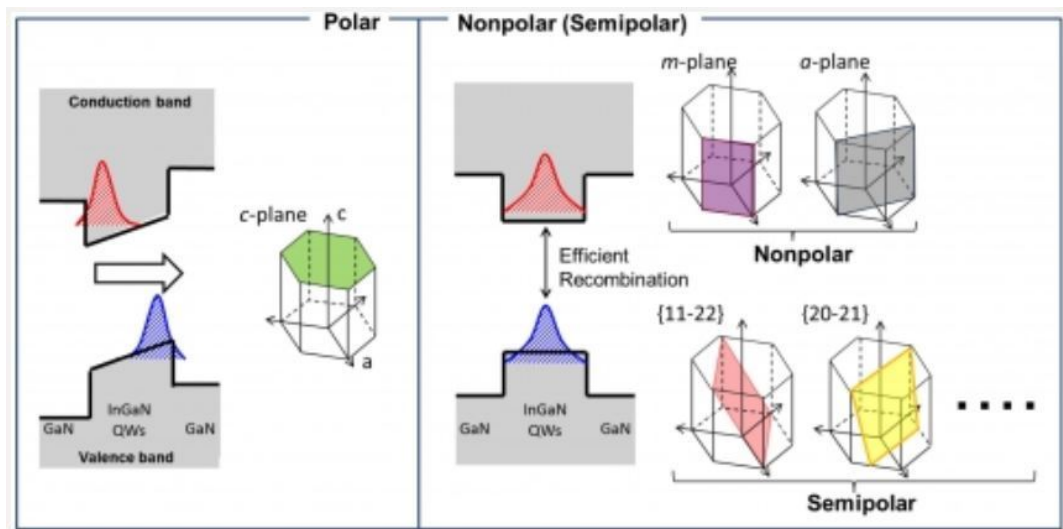 Polar
Nonpolar (Semipolar)
Conduction band
c-plane
c
a
InGaN
GaN QWs GaN
Valence band
Efficient
Recombination
InGaN
GaN QWs GaN
m-plane a-plane
Nonpolar
{11-22} {20-21}
Semipolar